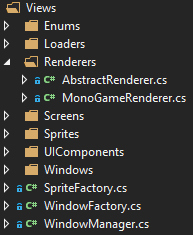 Views
Enums
Loaders
Renderers
C# AbstractRenderer.cs
C# MonoGameRenderer.cs
Screens
Sprites
UIComponents
Windows
C# SpriteFactory.cs
C# WindowFactory.cs
C# WindowManager.cs